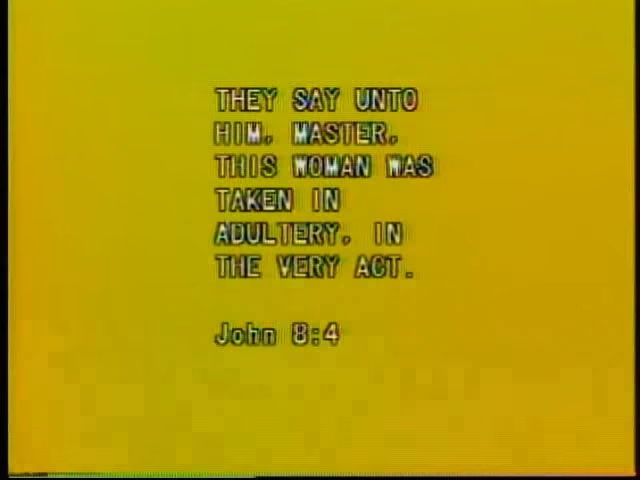 THEY SAY UNTO
HIM, MASTER,
THIS WOMAN WAS
TAKEN IN
ADULTERY, IN
THE VERY ACT.
John 8:4